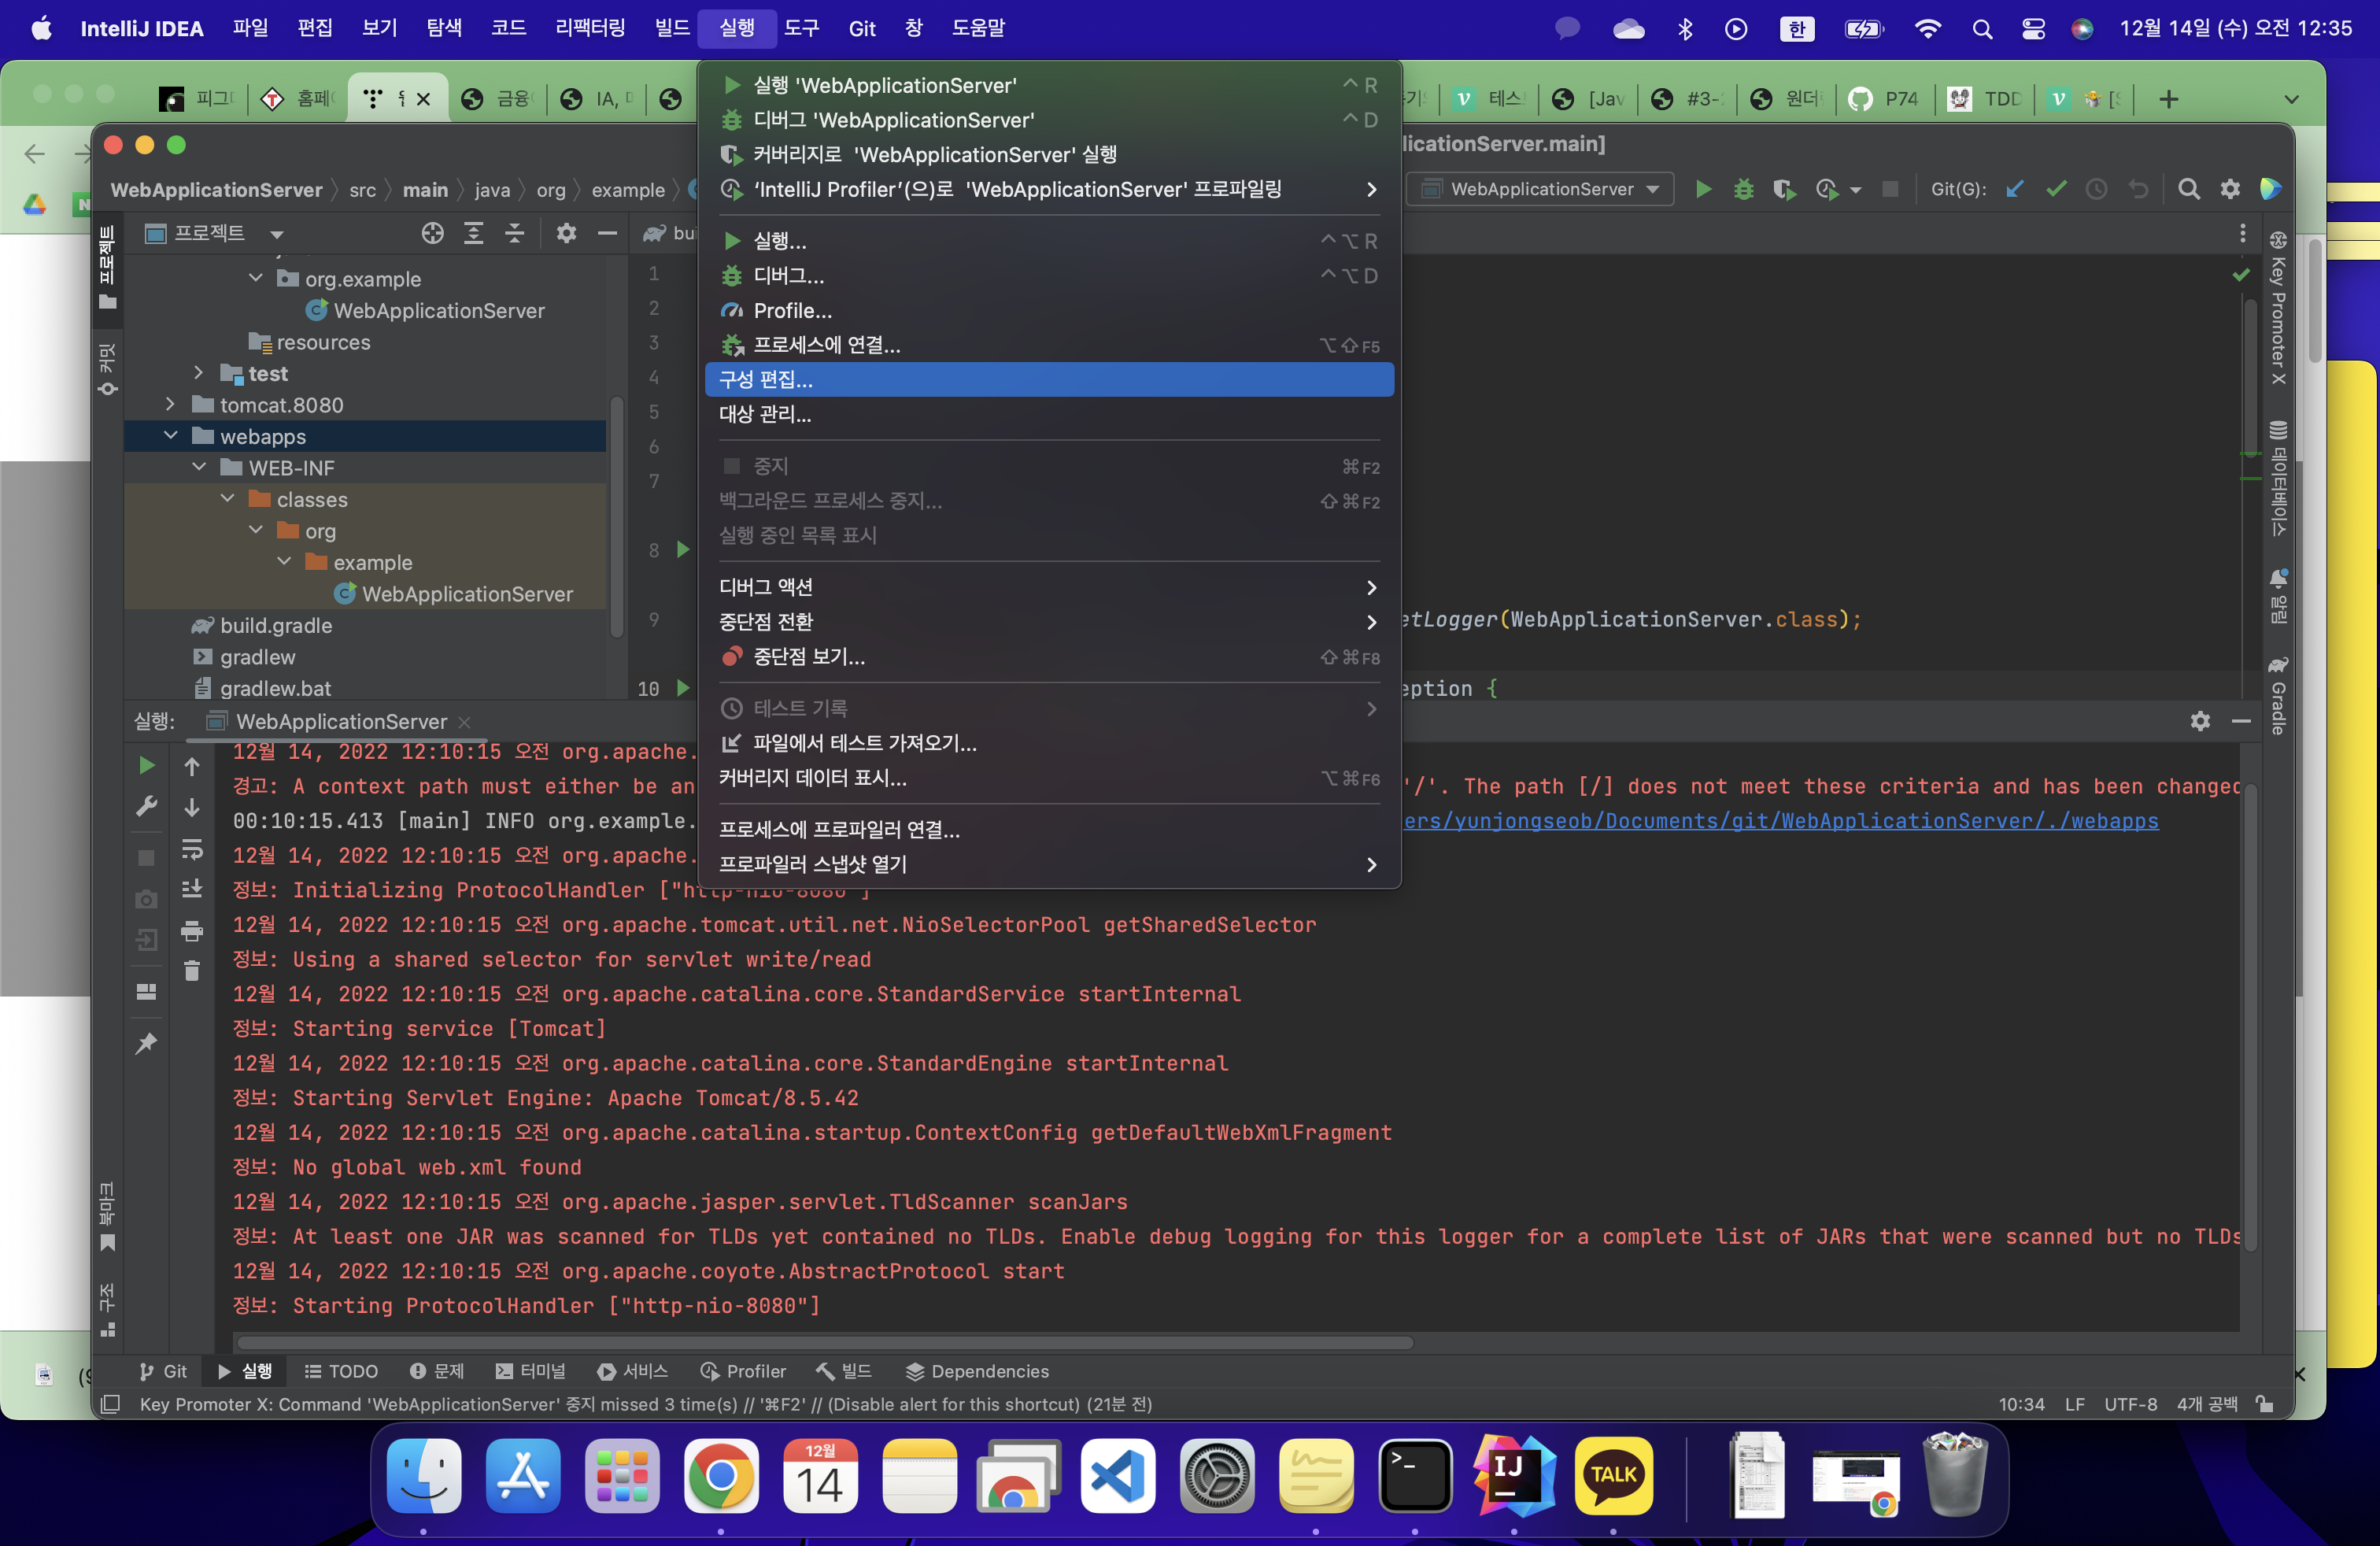 IntelliJ IDEA 파일 편집 보기 탐색 코드 리팩터링 빌드 실행 도구 Git 창 도움말 한 12월 14일 (수) 오전 12:35
피그 홈페 금융 IA, 테스 [Jav #3- 원더 P74 TDD
licationServer.main]
WebApplicationServer src main java org example
WebApplicationServer Git(G):
프로젝트
org.example
WebApplicationServer
resources
test
tomcat.8080
webapps
WEB-INF
classes
org
example
WebApplicationServer
build.gradle
gradlew
gradlew.bat
프로젝트
커밋
북마크
구조
1
2
3
4
5
6
7
8
9
10
etLogger(WebApplicationServer.class);
eption {
실행 'WebApplicationServer' ^ R
디버그 'WebApplicationServer' ^ D
커버리지로 'WebApplicationServer' 실행
‘IntelliJ Profiler’(으)로 'WebApplicationServer' 프로파일링
실행... ^⌥R
디버그... ^⌥D
Profile...
프로세스에 연결... ⌥⇧F5
구성 편집...
대상 관리...
중지 ⌘F2
백그라운드 프로세스 중지... ⇧⌘F2
실행 중인 목록 표시
디버그 액션
중단점 전환
중단점 보기... ⇧⌘F8
테스트 기록
파일에서 테스트 가져오기...
커버리지 데이터 표시... ⌥⌘F6
프로세스에 프로파일러 연결...
프로파일러 스냅샷 열기
Key Promoter X
데이터베이스
알림
Gradle
실행: WebApplicationServer
12월 14, 2022 12:10:15 오전 org.apache.
경고: A context path must either be an '/'. The path [/] does not meet these criteria and has been changed
00:10:15.413 [main] INFO org.example. ers/yunjongseob/Documents/git/WebApplicationServer/./webapps
12월 14, 2022 12:10:15 오전 org.apache.
정보: Initializing ProtocolHandler ["http-nio-8080"]
12월 14, 2022 12:10:15 오전 org.apache.tomcat.util.net.NioSelectorPool getSharedSelector
정보: Using a shared selector for servlet write/read
12월 14, 2022 12:10:15 오전 org.apache.catalina.core.StandardService startInternal
정보: Starting service [Tomcat]
12월 14, 2022 12:10:15 오전 org.apache.catalina.core.StandardEngine startInternal
정보: Starting Servlet Engine: Apache Tomcat/8.5.42
12월 14, 2022 12:10:15 오전 org.apache.catalina.startup.ContextConfig getDefaultWebXmlFragment
정보: No global web.xml found
12월 14, 2022 12:10:15 오전 org.apache.jasper.servlet.TldScanner scanJars
정보: At least one JAR was scanned for TLDs yet contained no TLDs. Enable debug logging for this logger for a complete list of JARs that were scanned but no TLDs
12월 14, 2022 12:10:15 오전 org.apache.coyote.AbstractProtocol start
정보: Starting ProtocolHandler ["http-nio-8080"]
Git 실행 TODO 문제 터미널 서비스 Profiler 빌드 Dependencies
Key Promoter X: Command 'WebApplicationServer' 중지 missed 3 time(s) // '⌘F2' // (Disable alert for this shortcut) (21분 전) 10:34 LF UTF-8 4개 공백
12월
14
IJ
TALK